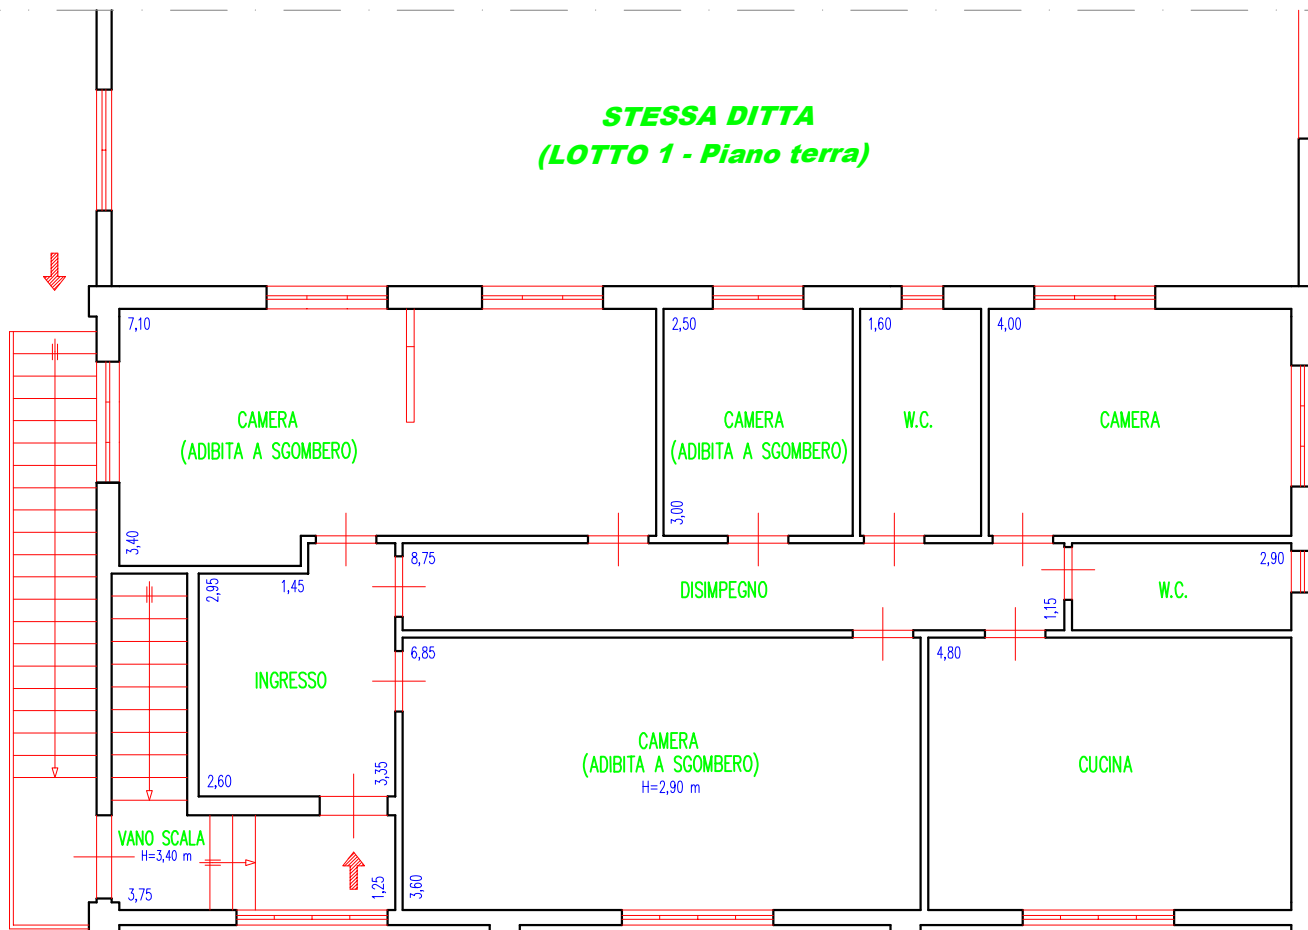 STESSA DITTA
(LOTTO 1 - Piano terra)
7,10
2,50
1,60
4,00
CAMERA
(ADIBITA A SGOMBERO)
CAMERA
(ADIBITA A SGOMBERO)
W.C.
CAMERA
3,40
3,00
8,75
2,90
2,95
1,45
DISIMPEGNO
1,15
W.C.
6,85
4,80
INGRESSO
CAMERA
(ADIBITA A SGOMBERO)
H=2,90 m
CUCINA
2,60
3,35
VANO SCALA
H=3,40 m
3,75
1,25
3,60